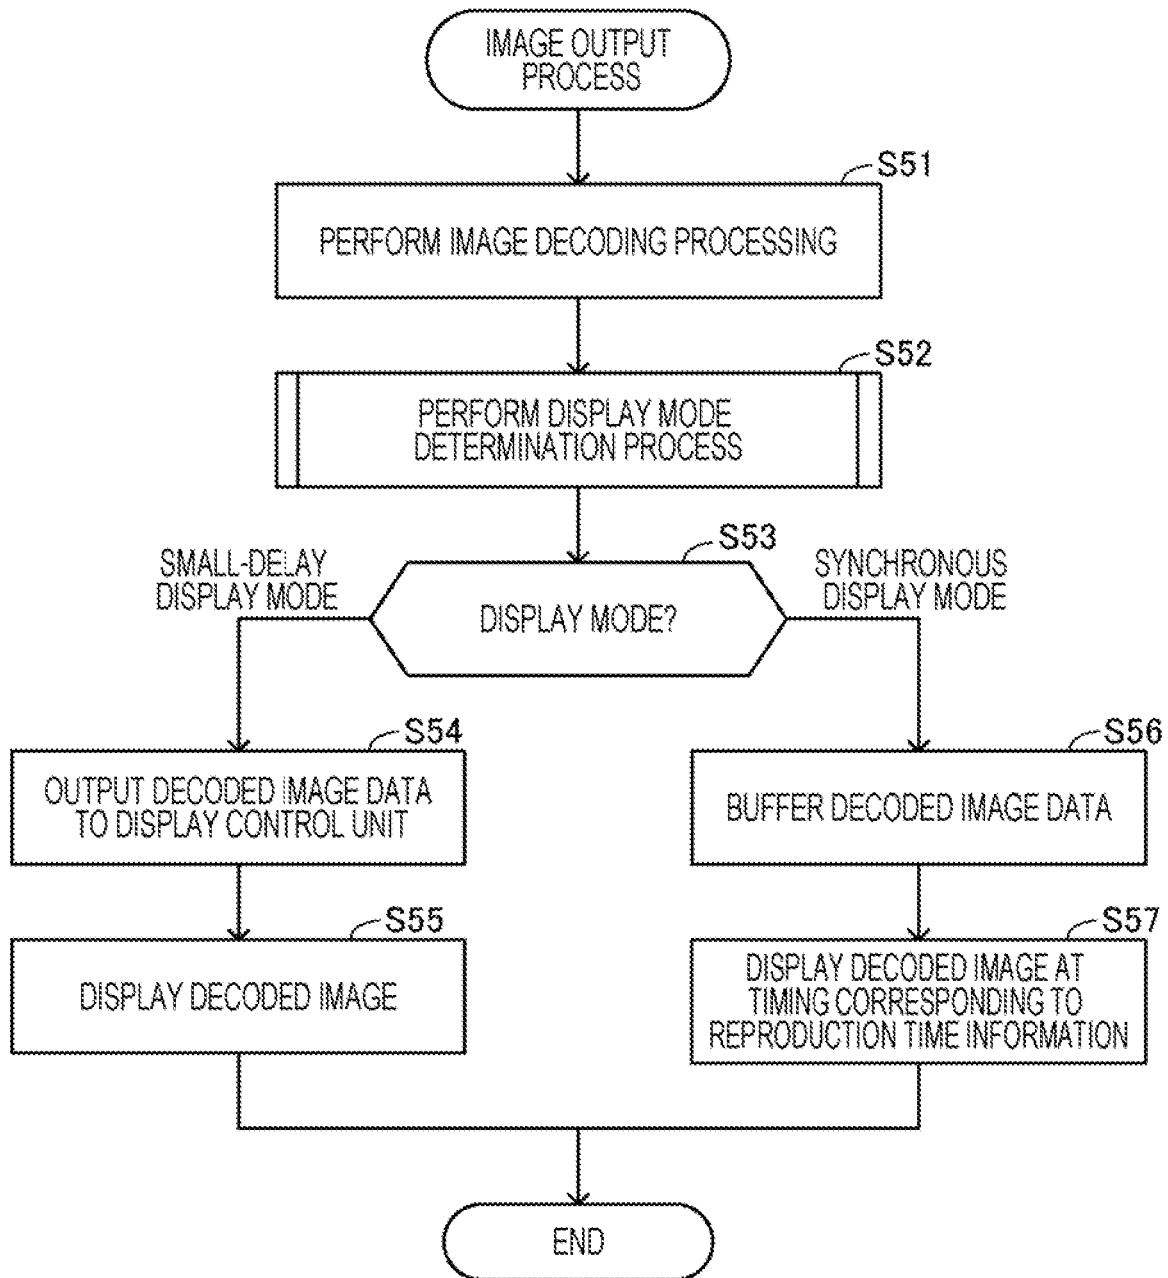 IMAGE OUTPUT
PROCESS
S51
PERFORM IMAGE DECODING PROCESSING
S52
PERFORM DISPLAY MODE
DETERMINATION PROCESS
S53
SMALL-DELAY
DISPLAY MODE
SYNCHRONOUS
DISPLAY MODE
DISPLAY MODE?
S54
OUTPUT DECODED IMAGE DATA
TO DISPLAY CONTROL UNIT
S56
BUFFER DECODED IMAGE DATA
S55
DISPLAY DECODED IMAGE
S57
DISPLAY DECODED IMAGE AT
TIMING CORRESPONDING TO
REPRODUCTION TIME INFORMATION
END